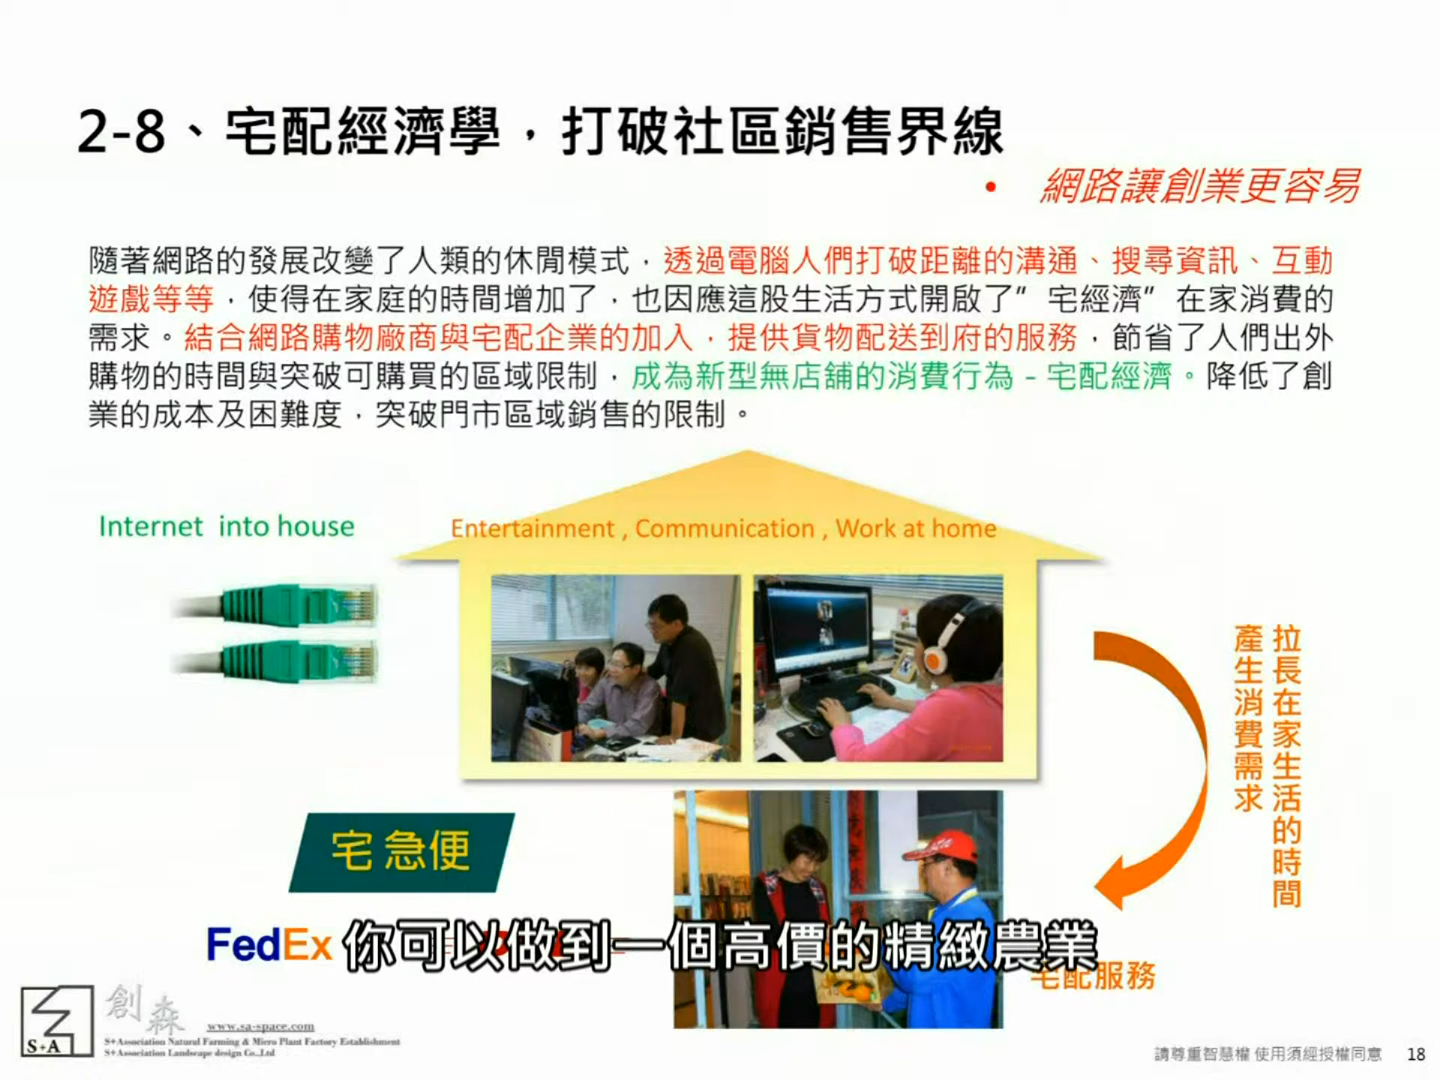 2-8、宅配經濟學，打破社區銷售界線
• 網路讓創業更容易
隨著網路的發展改變了人類的休閒模式，透過電腦人們打破距離的溝通、搜尋資訊、互動
遊戲等等，使得在家庭的時間增加了，也因應這股生活方式開啟了”宅經濟”在家消費的
需求。結合網路購物廠商與宅配企業的加入，提供貨物配送到府的服務，節省了人們出外
購物的時間與突破可購買的區域限制，成為新型無店舖的消費行為－宅配經濟。降低了創
業的成本及困難度，突破門市區域銷售的限制。
Internet into house
Entertainment , Communication , Work at home
拉長在家生活的時間
產生消費需求
宅急便
FedEx
你可以做到一個高價的精緻農業
宅配服務
創森
S+A
www.sa-space.com
S+Association Natural Farming & Micro Plant Factory Establishment
S+Association Landscape design Co.,Ltd
請尊重智慧權 使用須經授權同意
18